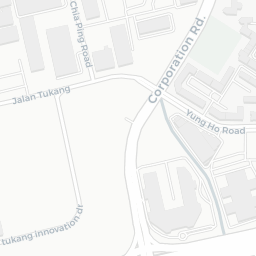 Chia Ping Road
Corporation Rd.
Jalan Tukang
Yung Ho Road
tukang innovation dr